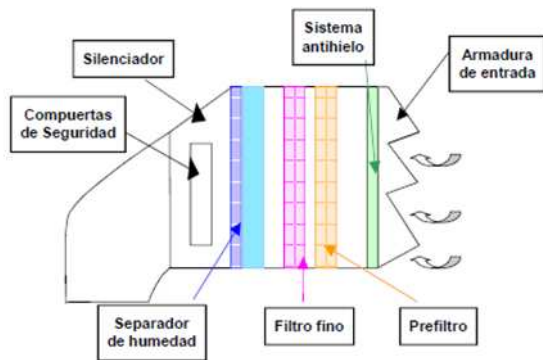 Sistema
antihielo
Armadura
de entrada
Silenciador
Compuertas
de Seguridad
Separador
de humedad
Filtro fino
Prefiltro